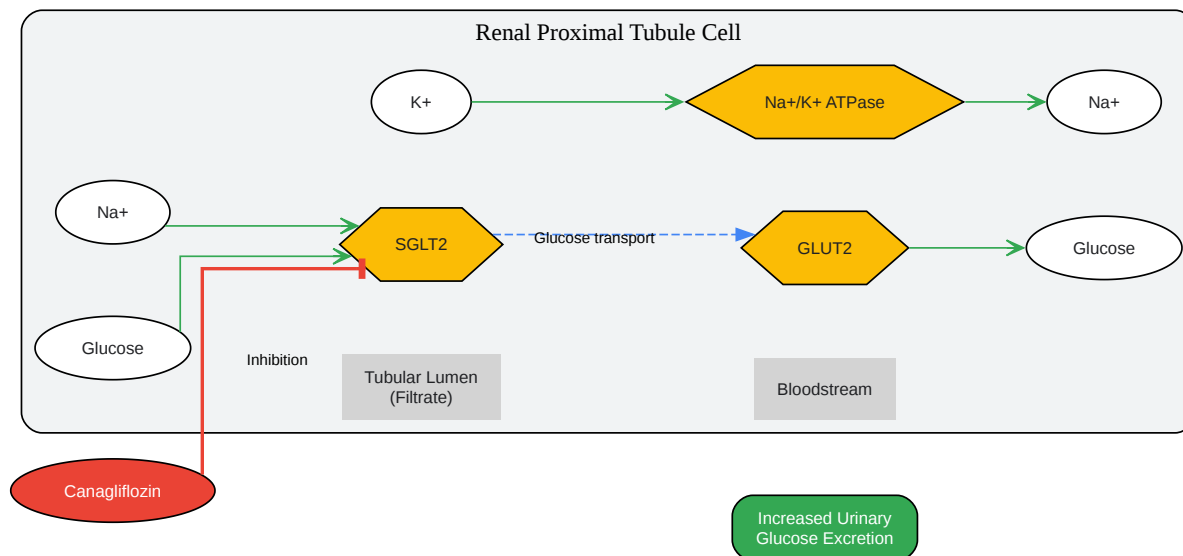 Renal Proximal Tubule Cell
K+
Na+/K+ ATPase
Na+
Na+
SGLT2
Glucose transport
GLUT2
Glucose
Glucose
Inhibition
Tubular Lumen
(Filtrate)
Bloodstream
Canagliflozin
Increased Urinary
Glucose Excretion